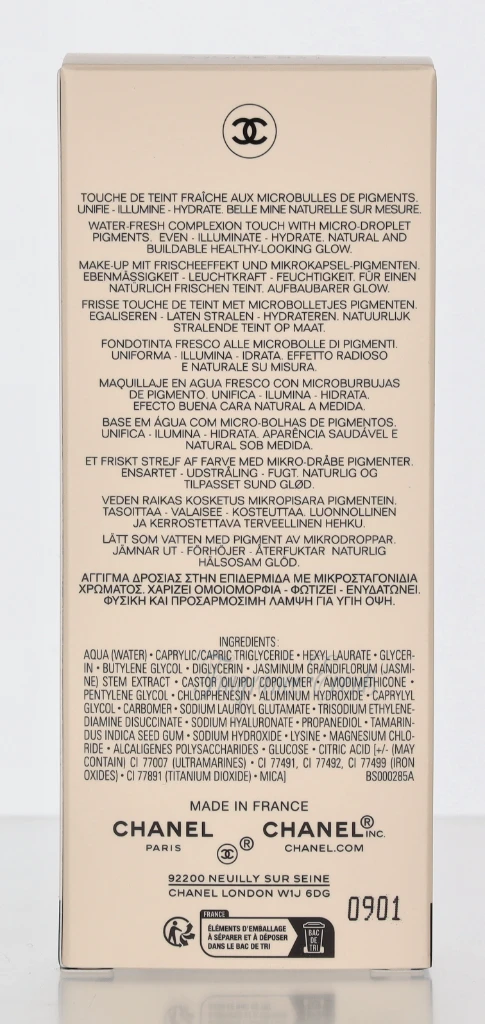 TOUCHE DE TEINT FRAÎCHE AUX MICROBULLES DE PIGMENTS.
UNIFIE - ILLUMINE - HYDRATE. BELLE MINE NATURELLE SUR MESURE.
WATER-FRESH COMPLEXION TOUCH WITH MICRO-DROPLET
PIGMENTS. EVEN - ILLUMINATE - HYDRATE. NATURAL AND
BUILDABLE HEALTHY-LOOKING GLOW.
MAKE-UP MIT FRISCHEEFFEKT UND MIKROKAPSEL-PIGMENTEN.
EBENMÄSSIGKEIT - LEUCHTKRAFT - FEUCHTIGKEIT. FÜR EINEN
NATÜRLICH FRISCHEN TEINT. AUFBAUBARER GLOW.
FRISSE TOUCHE DE TEINT MET MICROBOLLETJES PIGMENTEN.
EGALISEREN - LATEN STRALEN - HYDRATEREN. NATUURLIJK
STRALENDE TEINT OP MAAT.
FONDOTINTA FRESCO ALLE MICROBOLLE DI PIGMENTI.
UNIFORMA - ILLUMINA - IDRATA. EFFETTO RADIOSO
E NATURALE SU MISURA.
MAQUILLAJE EN AGUA FRESCO CON MICROBURBUJAS
DE PIGMENTO. UNIFICA - ILUMINA - HIDRATA.
EFECTO BUENA CARA NATURAL A MEDIDA.
BASE EM ÁGUA COM MICRO-BOLHAS DE PIGMENTOS.
UNIFICA - ILUMINA - HIDRATA. APARÊNCIA SAUDÁVEL E
NATURAL SOB MEDIDA.
ET FRISKT STREJF AF FARVE MED MIKRO-DRÅBE PIGMENTER.
ENSARTET - UDSTRÅLING - FUGT. NATURLIG OG
TILPASSET SUND GLØD.
VEDEN RAIKAS KOSKETUS MIKROPISARA PIGMENTEIN.
TASOITTAA - VALAISEE - KOSTEUTTAA. LUONNOLLINEN
JA KERROSTETTAVA TERVEELLINEN HEHKU.
LÄTT SOM VATTEN MED PIGMENT AV MIKRODROPPAR.
JÄMNAR UT - FÖRHÖJER - ÅTERFUKTAR NATURLIG
HÄLSOSAM GLÖD.
ΑΓΓΙΓΜΑ ΔΡΟΣΙΑΣ ΣΤΗΝ ΕΠΙΔΕΡΜΙΔΑ ΜΕ ΜΙΚΡΟΣΤΑΓΟΝΙΔΙΑ
ΧΡΩΜΑΤΟΣ. ΧΑΡΙΖΕΙ ΟΜΟΙΟΜΟΡΦΙΑ - ΦΩΤΙΖΕΙ - ΕΝΥΔΑΤΩΝΕΙ.
ΦΥΣΙΚΗ ΚΑΙ ΠΡΟΣΑΡΜΟΣΙΜΗ ΛΑΜΨΗ ΓΙΑ ΥΓΙΗ ΟΨΗ.
INGREDIENTS:
AQUA (WATER) • CAPRYLIC/CAPRIC TRIGLYCERIDE • HEXYL LAURATE • GLYCER-
IN • BUTYLENE GLYCOL • DIGLYCERIN • JASMINUM GRANDIFLORUM (JASMI-
NE) STEM EXTRACT • CASTOR OIL/IPDI COPOLYMER / AMODIMETHICONE •
PENTYLENE GLYCOL • CHLORPHENESIN • ALUMINUM HYDROXIDE • CAPRYLYL
GLYCOL • CARBOMER • SODIUM LAUROYL GLUTAMATE • TRISODIUM ETHYLENE-
DIAMINE DISUCCINATE • SODIUM HYALURONATE • PROPANEDIOL • TAMARIN-
DUS INDICA SEED GUM • SODIUM HYDROXIDE • LYSINE • MAGNESIUM CHLO-
RIDE • ALCALIGENES POLYSACCHARIDES • GLUCOSE • CITRIC ACID [+/- (MAY
CONTAIN) CI 77007 (ULTRAMARINES) • CI 77491, CI 77492, CI 77499 (IRON
OXIDES) • CI 77891 (TITANIUM DIOXIDE) • MICA] BS000285A
MADE IN FRANCE
CHANEL ® CHANEL® INC.
PARIS CHANEL.COM
92200 NEUILLY SUR SEINE
CHANEL LONDON W1J 6DG
0901
FRANCE
ÉLÉMENTS D'EMBALLAGE
À SÉPARER ET À DÉPOSER
DANS LE BAC DE TRI
BAC
DE
TRI